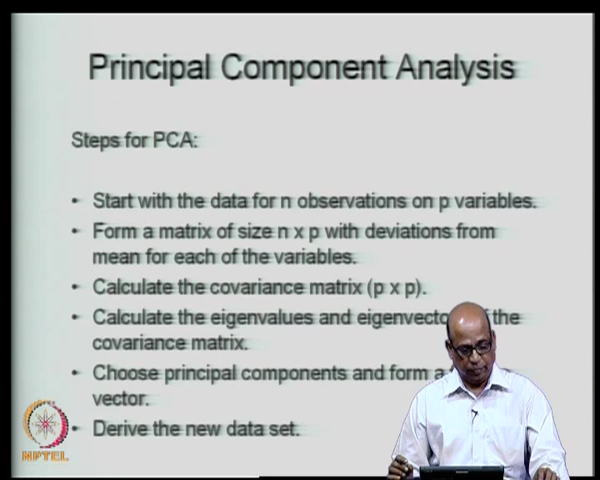 Principal Component Analysis
Steps for PCA:
• Start with the data for n observations on p variables.
• Form a matrix of size n x p with deviations from
mean for each of the variables.
• Calculate the covariance matrix (p x p).
• Calculate the eigenvalues and eigenvecto the
covariance matrix.
• Choose principal components and form a
vector.
• Derive the new data set.
NPTEL